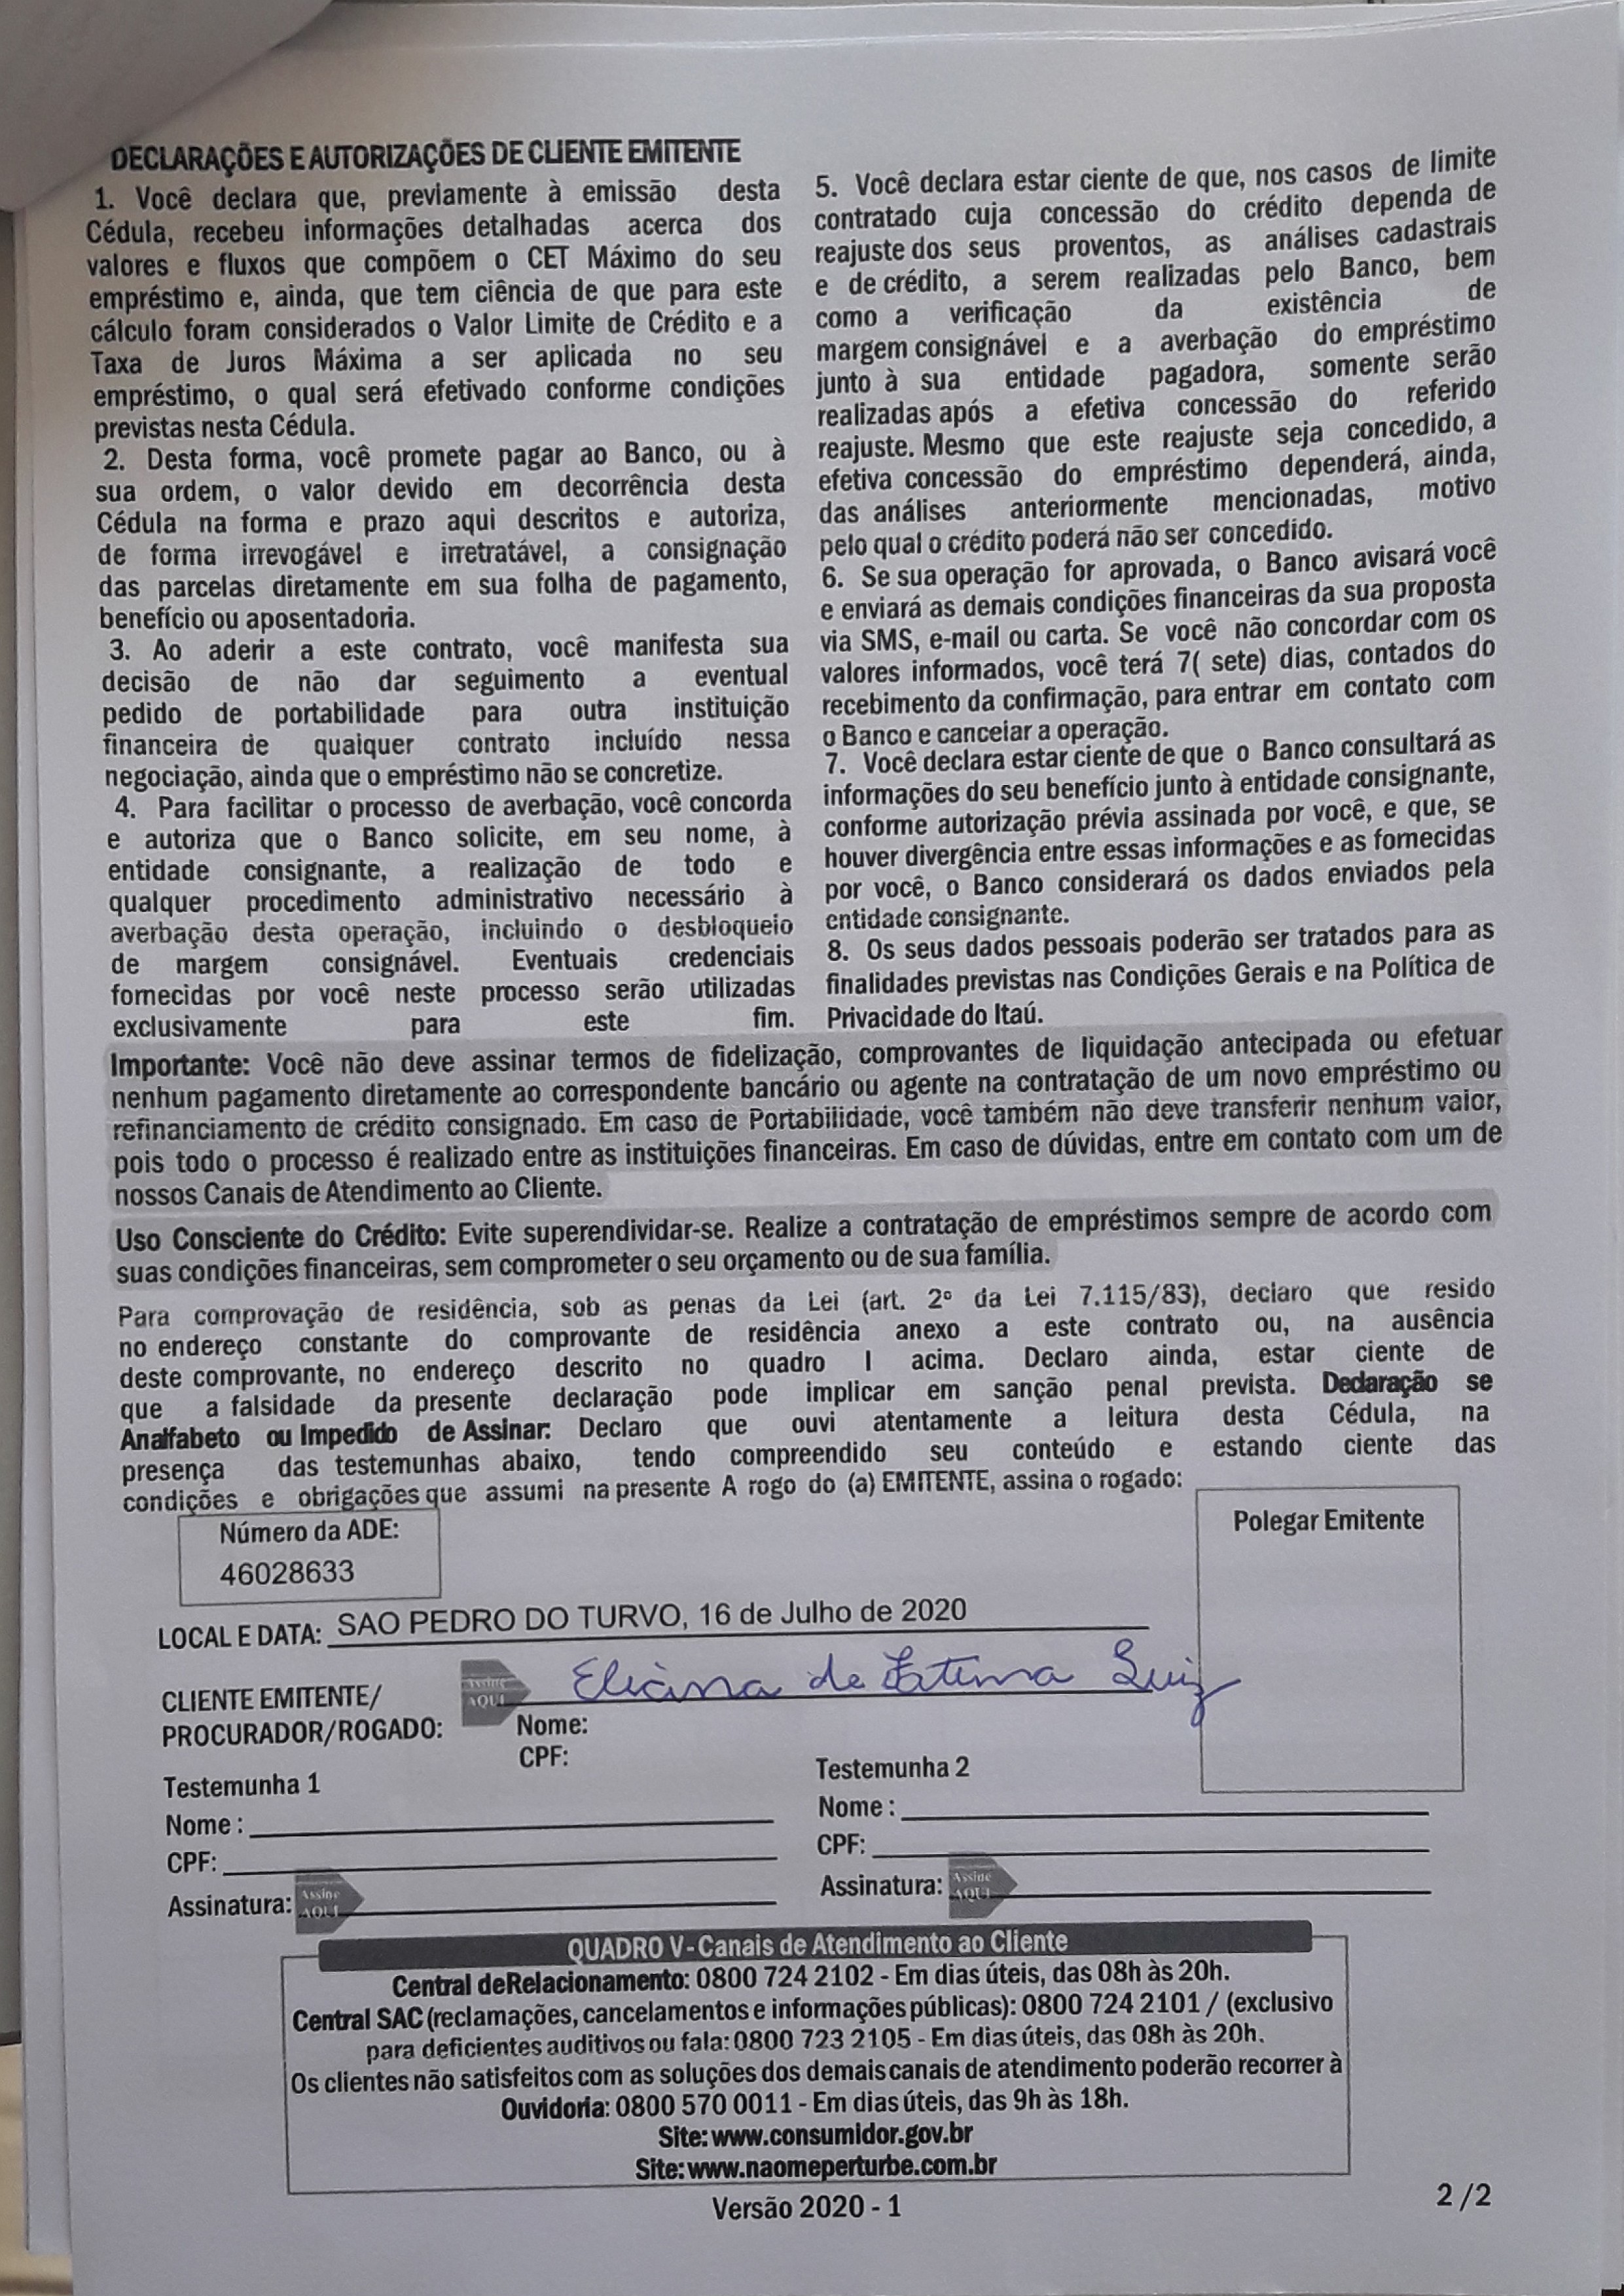 DECLARAÇÕES E AUTORIZAÇÕES DE CLIENTE EMITENTE
1. Você declara que, previamente à emissão desta
Cédula, recebeu informações detalhadas acerca dos
valores e fluxos que compõem o CET Máximo do seu
empréstimo e, ainda, que tem ciência de que para este
cálculo foram considerados o Valor Limite de Crédito e a
Taxa de Juros Máxima a ser aplicada no seu
empréstimo, o qual será efetivado conforme condições
previstas nesta Cédula.
2. Desta forma, você promete pagar ao Banco, ou à
sua ordem, o valor devido em decorrência desta
Cédula na forma e prazo aqui descritos e autoriza,
de forma irrevogável e irretratável, a consignação
das parcelas diretamente em sua folha de pagamento,
benefício ou aposentadoria.
3. Ao aderir a este contrato, você manifesta sua
decisão de não dar seguimento a eventual
pedido de portabilidade para outra instituição
financeira de qualquer contrato incluído nessa
negociação, ainda que o empréstimo não se concretize.
4. Para facilitar o processo de averbação, você concorda
e autoriza que o Banco solicite, em seu nome, à
entidade consignante, a realização de todo e
qualquer procedimento administrativo necessário à
averbação desta operação, incluindo o desbloqueio
de margem consignável. Eventuais credenciais
fornecidas por você neste processo serão utilizadas
exclusivamente para este fim.
5. Você declara estar ciente de que, nos casos de limite
contratado cuja concessão do crédito dependa de
reajuste dos seus proventos, as análises cadastrais
e de crédito, a serem realizadas pelo Banco, bem
como a verificação da existência de
margem consignável e a averbação do empréstimo
junto à sua entidade pagadora, somente serão
realizadas após a efetiva concessão do referido
reajuste. Mesmo que este reajuste seja concedido, a
efetiva concessão do empréstimo dependerá, ainda,
das análises anteriormente mencionadas, motivo
pelo qual o crédito poderá não ser concedido.
6. Se sua operação for aprovada, o Banco avisará você
e enviará as demais condições financeiras da sua proposta
via SMS, e-mail ou carta. Se você não concordar com os
valores informados, você terá 7( sete) dias, contados do
recebimento da confirmação, para entrar em contato com
o Banco e cancelar a operação.
7. Você declara estar ciente de que o Banco consultará as
informações do seu benefício junto à entidade consignante,
conforme autorização prévia assinada por você, e que, se
houver divergência entre essas informações e as fornecidas
por você, o Banco considerará os dados enviados pela
entidade consignante.
8. Os seus dados pessoais poderão ser tratados para as
finalidades previstas nas Condições Gerais e na Política de
Privacidade do Itaú.
Importante: Você não deve assinar termos de fidelização, comprovantes de liquidação antecipada ou efetuar
nenhum pagamento diretamente ao correspondente bancário ou agente na contratação de um novo empréstimo ou
refinanciamento de crédito consignado. Em caso de Portabilidade, você também não deve transferir nenhum valor,
pois todo o processo é realizado entre as instituições financeiras. Em caso de dúvidas, entre em contato com um de
nossos Canais de Atendimento ao Cliente.
Uso Consciente do Crédito: Evite superendividar-se. Realize a contratação de empréstimos sempre de acordo com
suas condições financeiras, sem comprometer o seu orçamento ou de sua família.
Para comprovação de residência, sob as penas da Lei (art. 2º da Lei 7.115/83), declaro que resido
no endereço constante do comprovante de residência anexo a este contrato ou, na ausência
deste comprovante, no endereço descrito no quadro I acima. Declaro ainda, estar ciente de
que a falsidade da presente declaração pode implicar em sanção penal prevista. Declaração se
Analfabeto ou Impedido de Assinar: Declaro que ouvi atentamente a leitura desta Cédula, na
presença das testemunhas abaixo, tendo compreendido seu conteúdo e estando ciente das
condições e obrigações que assumi na presente A rogo do (a) EMITENTE, assina o rogado:
Número da ADE:
46028633
Polegar Emitente
LOCAL E DATA: SAO PEDRO DO TURVO, 16 de Julho de 2020
CLIENTE EMITENTE/
PROCURADOR/ROGADO:
Assine
AQUI
Eliana de Fatima Luiz
Nome:
CPF:
Testemunha 1
Nome :
CPF:
Assinatura: Assine
AQUI
Testemunha 2
Nome :
CPF:
Assinatura: Assine
AQUI
QUADRO V - Canais de Atendimento ao Cliente
Central deRelacionamento: 0800 724 2102 - Em dias úteis, das 08h às 20h.
Central SAC (reclamações, cancelamentos e informações públicas): 0800 724 2101 / (exclusivo
para deficientes auditivos ou fala: 0800 723 2105 - Em dias úteis, das 08h às 20h.
Os clientes não satisfeitos com as soluções dos demais canais de atendimento poderão recorrer à
Ouvidoria: 0800 570 0011 - Em dias úteis, das 9h às 18h.
Site: www.consumidor.gov.br
Site: www.naomeperturbe.com.br
Versão 2020 - 1
2 /2